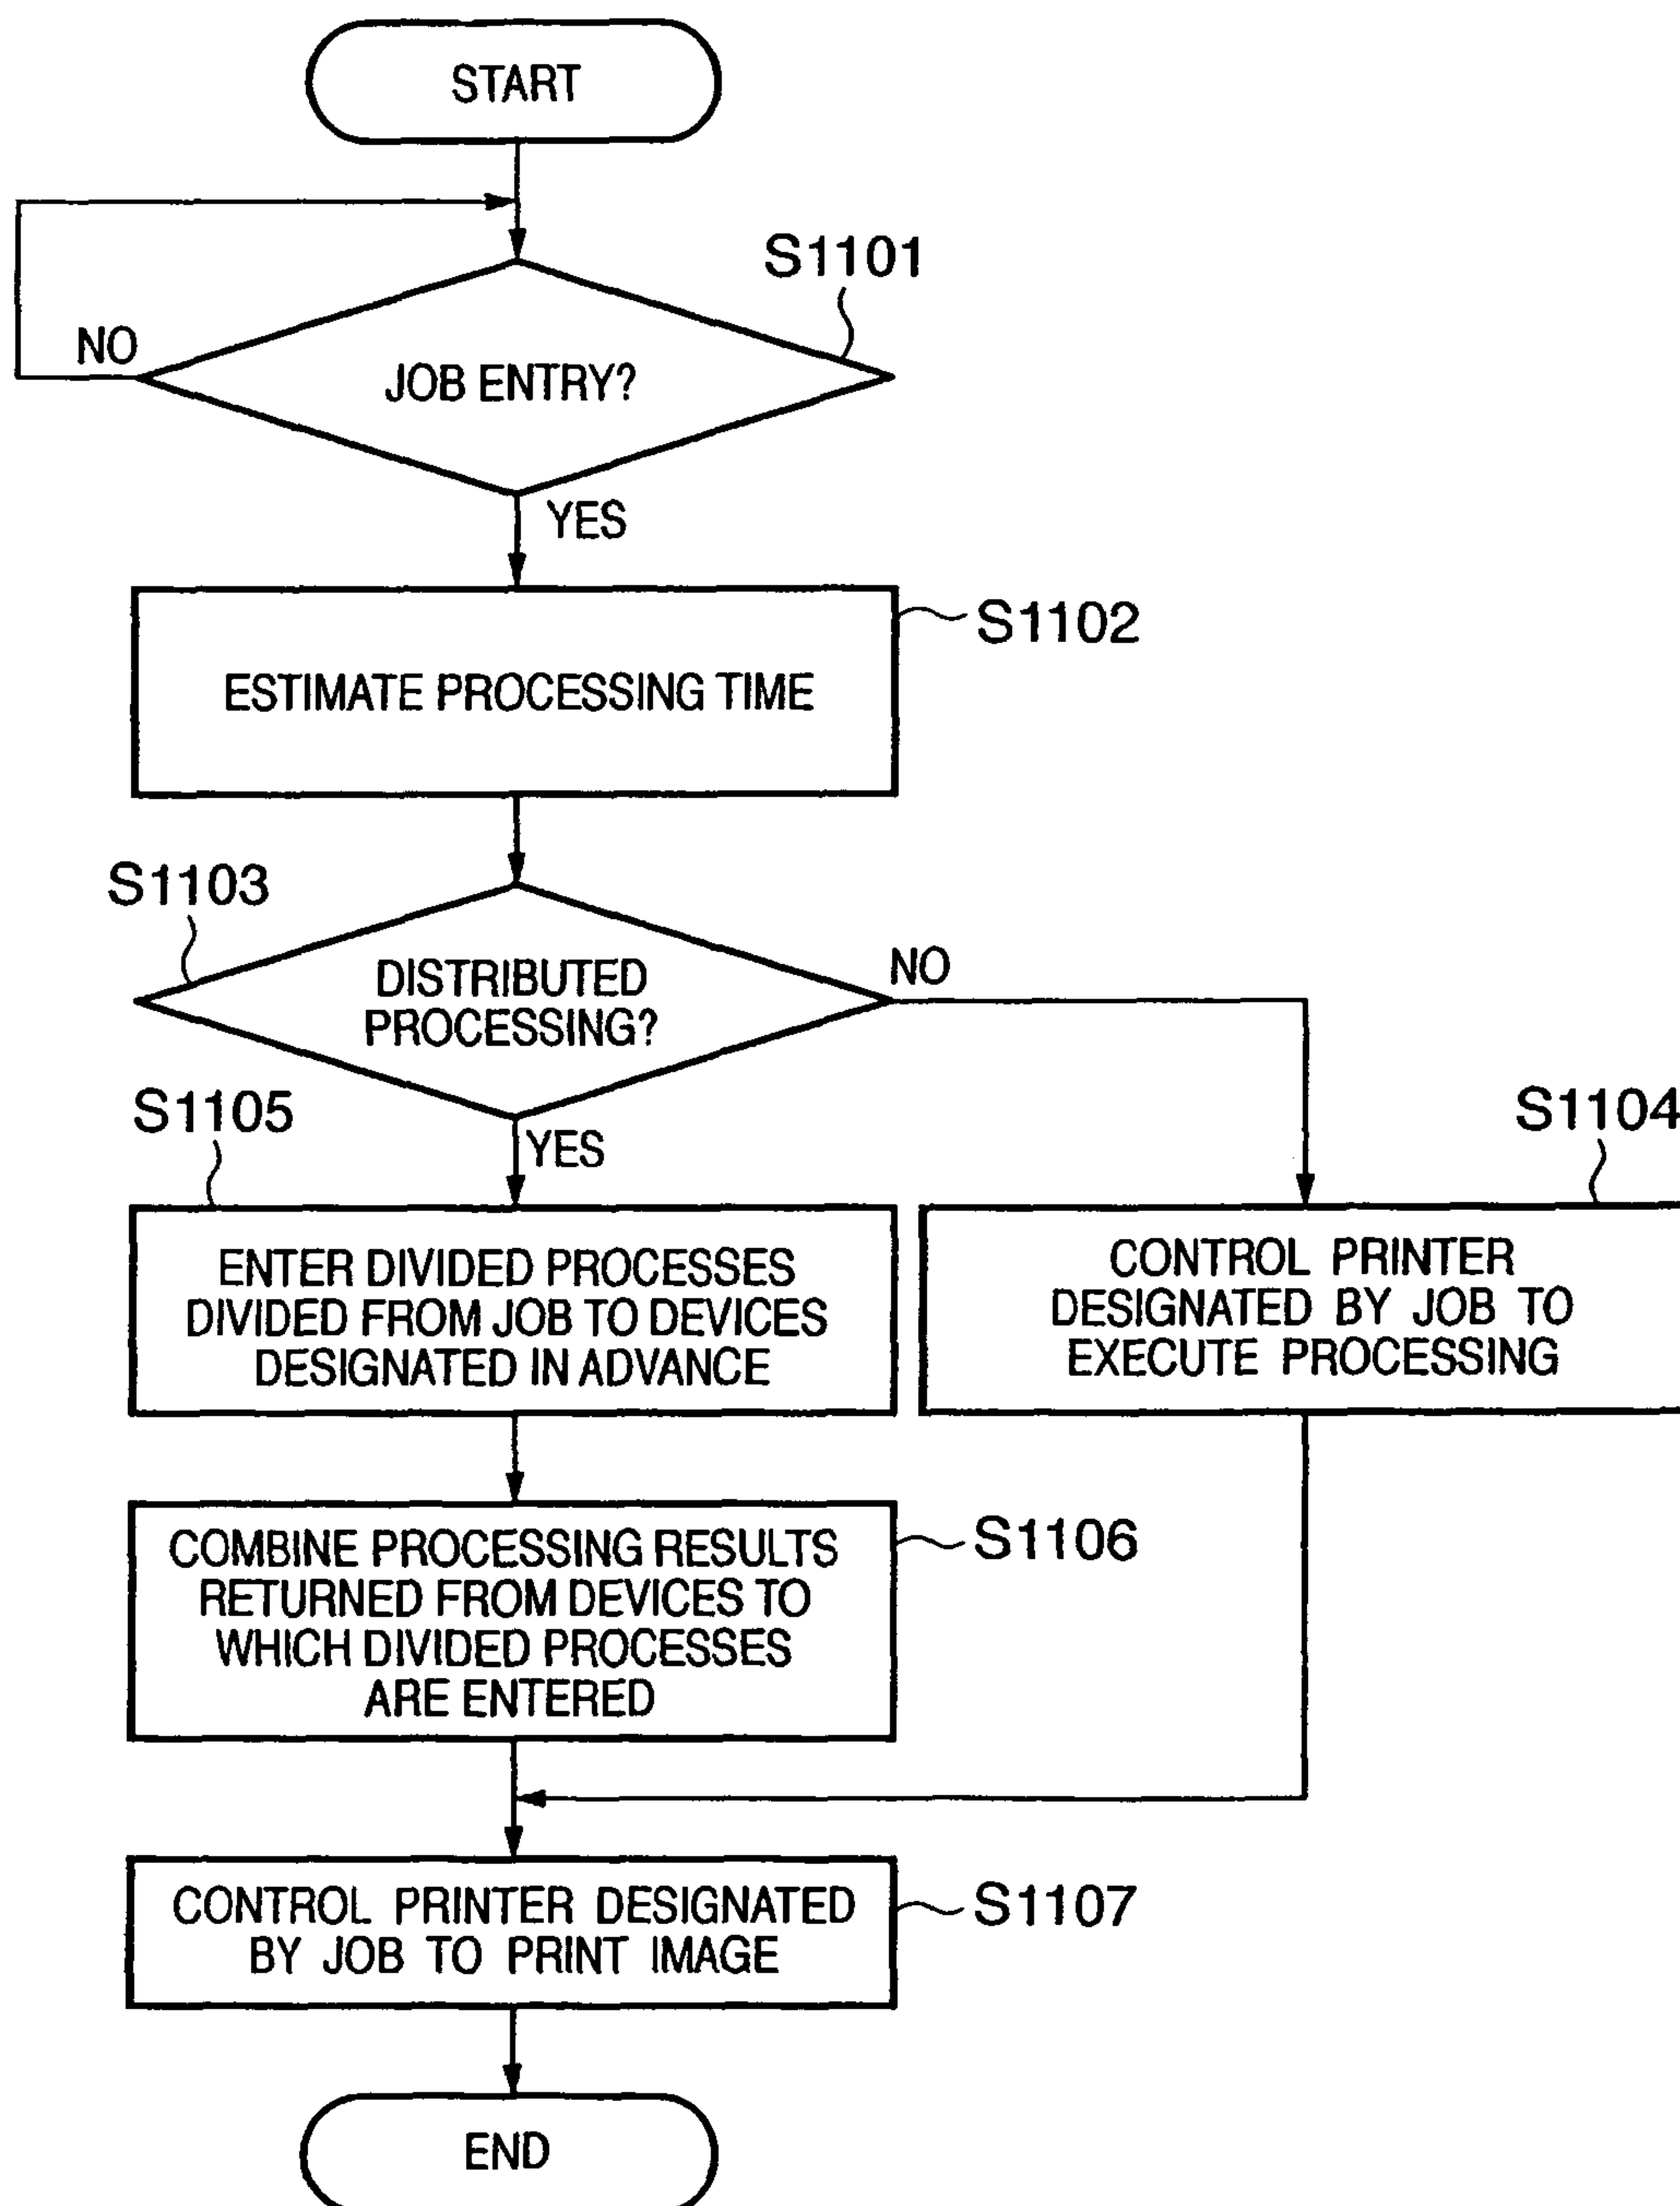 START
S1101
NO
JOB ENTRY?
YES
S1102
ESTIMATE PROCESSING TIME
S1103
NO
DISTRIBUTED
PROCESSING?
S1105
YES
S1104
ENTER DIVIDED PROCESSES
DIVIDED FROM JOB TO DEVICES
DESIGNATED IN ADVANCE
CONTROL PRINTER
DESIGNATED BY JOB TO
EXECUTE PROCESSING
S1106
COMBINE PROCESSING RESULTS
RETURNED FROM DEVICES TO
WHICH DIVIDED PROCESSES
ARE ENTERED
S1107
CONTROL PRINTER DESIGNATED
BY JOB TO PRINT IMAGE
END